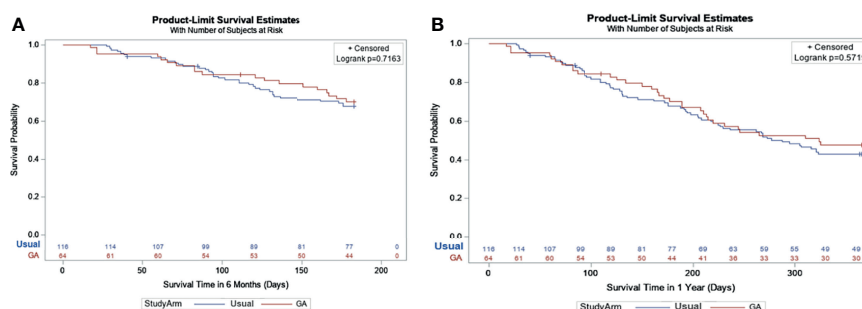 A
Product-Limit Survival Estimates
With Number of Subjects at Risk
+ Censored
Logrank p=0.7163
Survival Probability
1.0
0.8
0.6
0.4
0.2
0.0
Usual 116 114 107 99 89 81 77 0
GA 64 61 60 54 53 50 44 0
0 50 100 150 200
Survival Time in 6 Months (Days)
StudyArm Usual GA
B
Product-Limit Survival Estimates
With Number of Subjects at Risk
+ Censored
Logrank p=0.571
Survival Probability
1.0
0.8
0.6
0.4
0.2
0.0
Usual 116 114 107 99 89 81 77 69 63 59 55 49 49
GA 64 61 60 54 53 50 44 41 36 33 33 30 30
0 100 200 300
Survival Time in 1 Year (Days)
StudyArm Usual GA